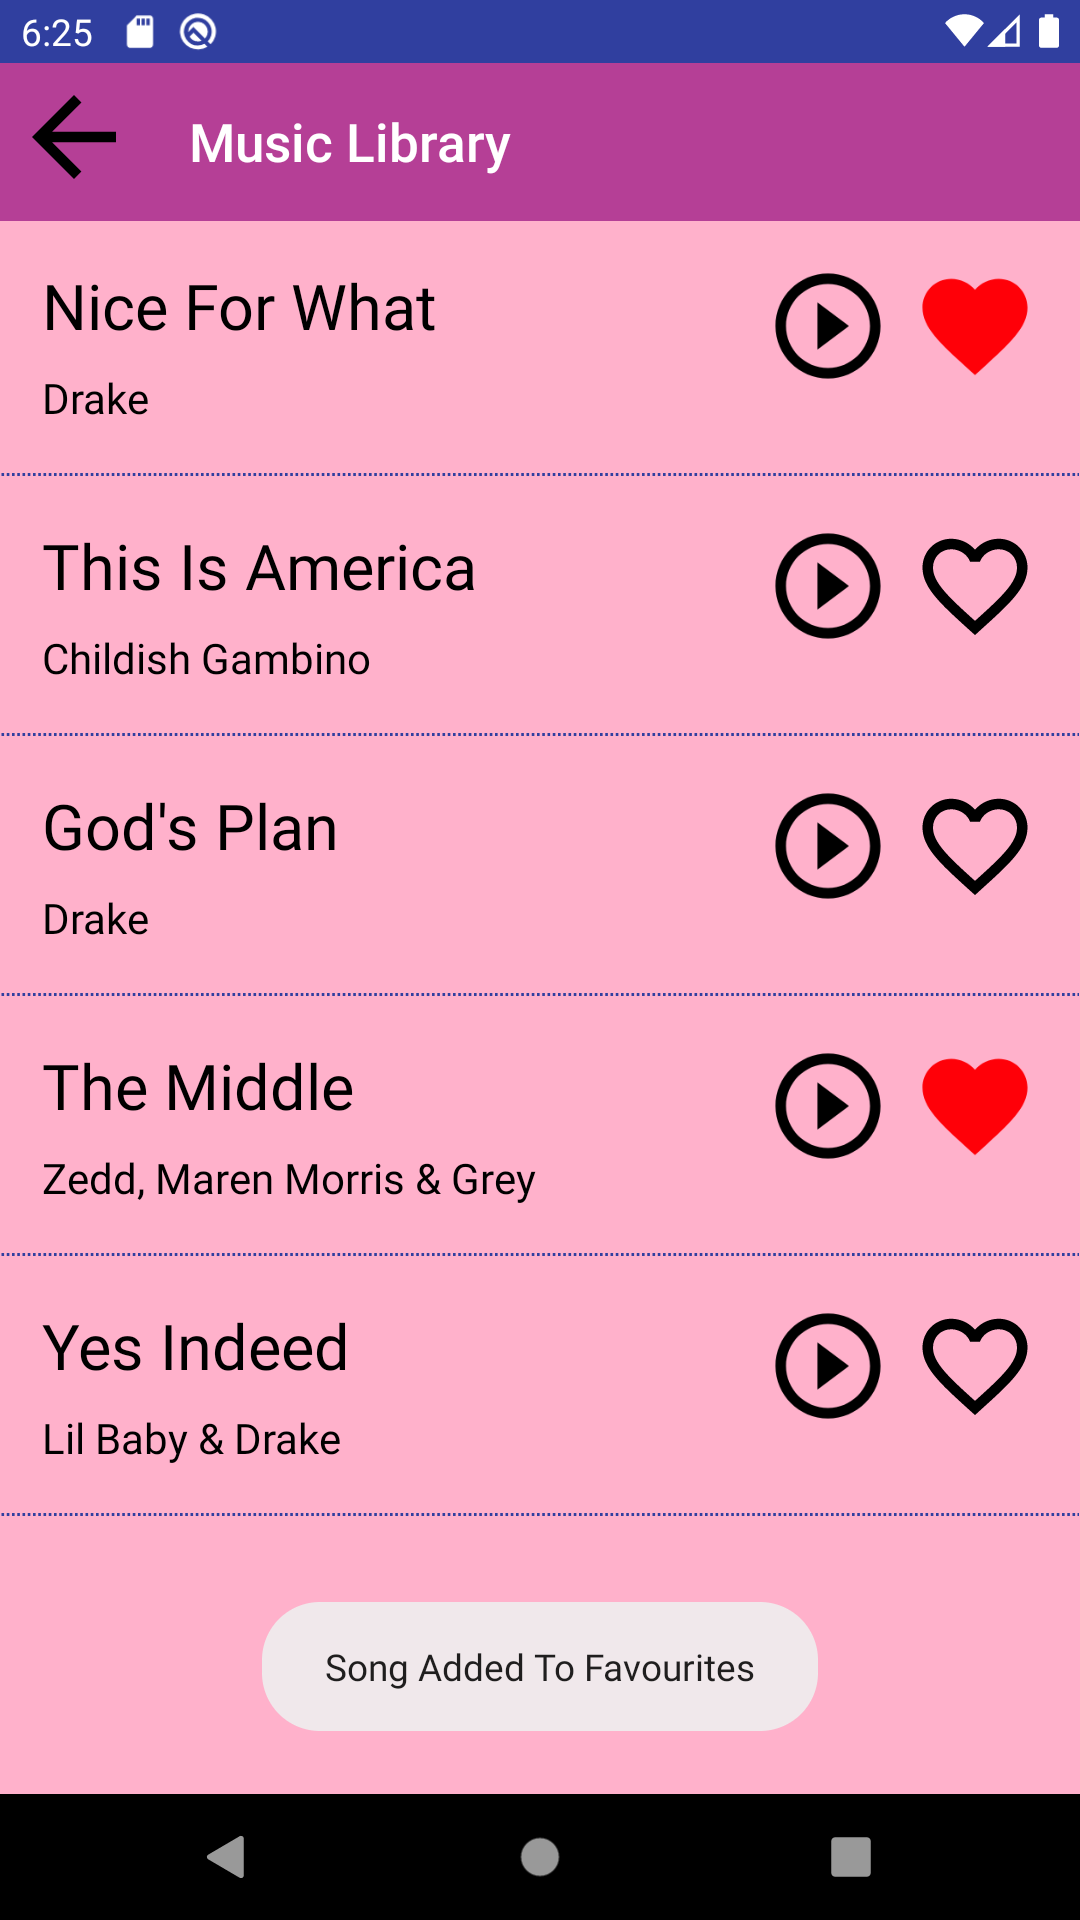 6:25
Music Library
Nice For What
Drake
This Is America
Childish Gambino
God's Plan
Drake
The Middle
Zedd, Maren Morris & Grey
Yes Indeed
Lil Baby & Drake
Song Added To Favourites